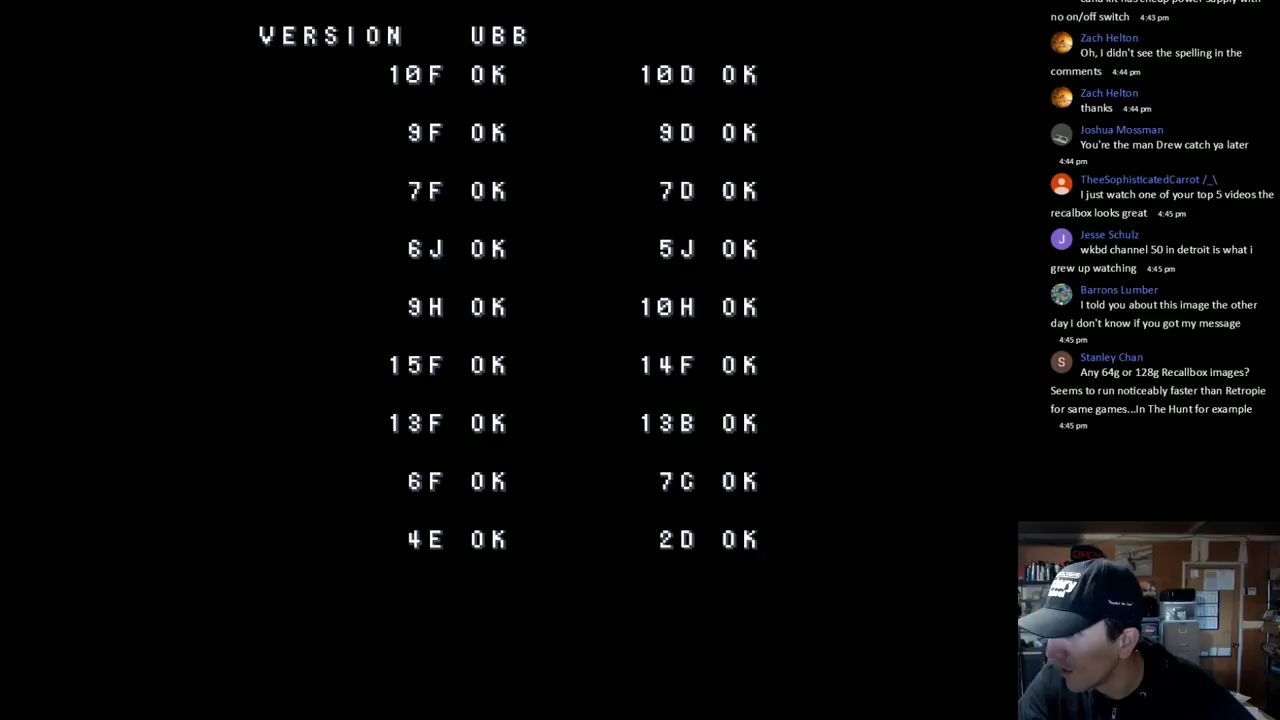 VERSION UBB
10F OK 10D OK
9F OK 9D OK
7F OK 7D OK
6J OK 5J OK
9H OK 10H OK
15F OK 14F OK
13F OK 13B OK
6F OK 7C OK
4E OK 2D OK
no on/off switch 4:43 pm
Zach Helton
Oh, I didn't see the spelling in the
comments 4:44 pm
Zach Helton
thanks 4:44 pm
Joshua Mossman
You're the man Drew catch ya later
4:44 pm
TheeSophisticatedCarrot /_\
I just watch one of your top 5 videos the
recalbox looks great 4:45 pm
Jesse Schulz
wkbd channel 50 in detroit is what i
grew up watching 4:45 pm
Barrons Lumber
I told you about this image the other
day I don't know if you got my message
4:45 pm
S
Stanley Chan
Any 64g or 128g Recallbox images?
Seems to run noticeably faster than Retropie
for same games...In The Hunt for example
4:45 pm
J